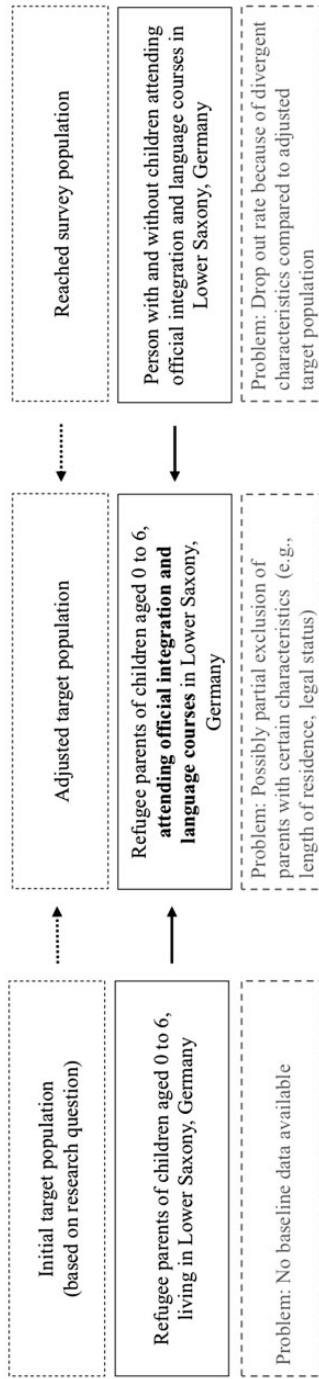 Initial target population
(based on research question)
Refugee parents of children aged 0 to 6,
living in Lower Saxony, Germany
Problem: No baseline data available
Adjusted target population
Refugee parents of children aged 0 to 6,
attending official integration and
language courses in Lower Saxony,
Germany
Problem: Possibly partial exclusion of
parents with certain characteristics (e.g.,
length of residence, legal status)
Reached survey population
Person with and without children attending
official integration and language courses in
Lower Saxony, Germany
Problem: Drop out rate because of divergent
characteristics compared to adjusted
target population